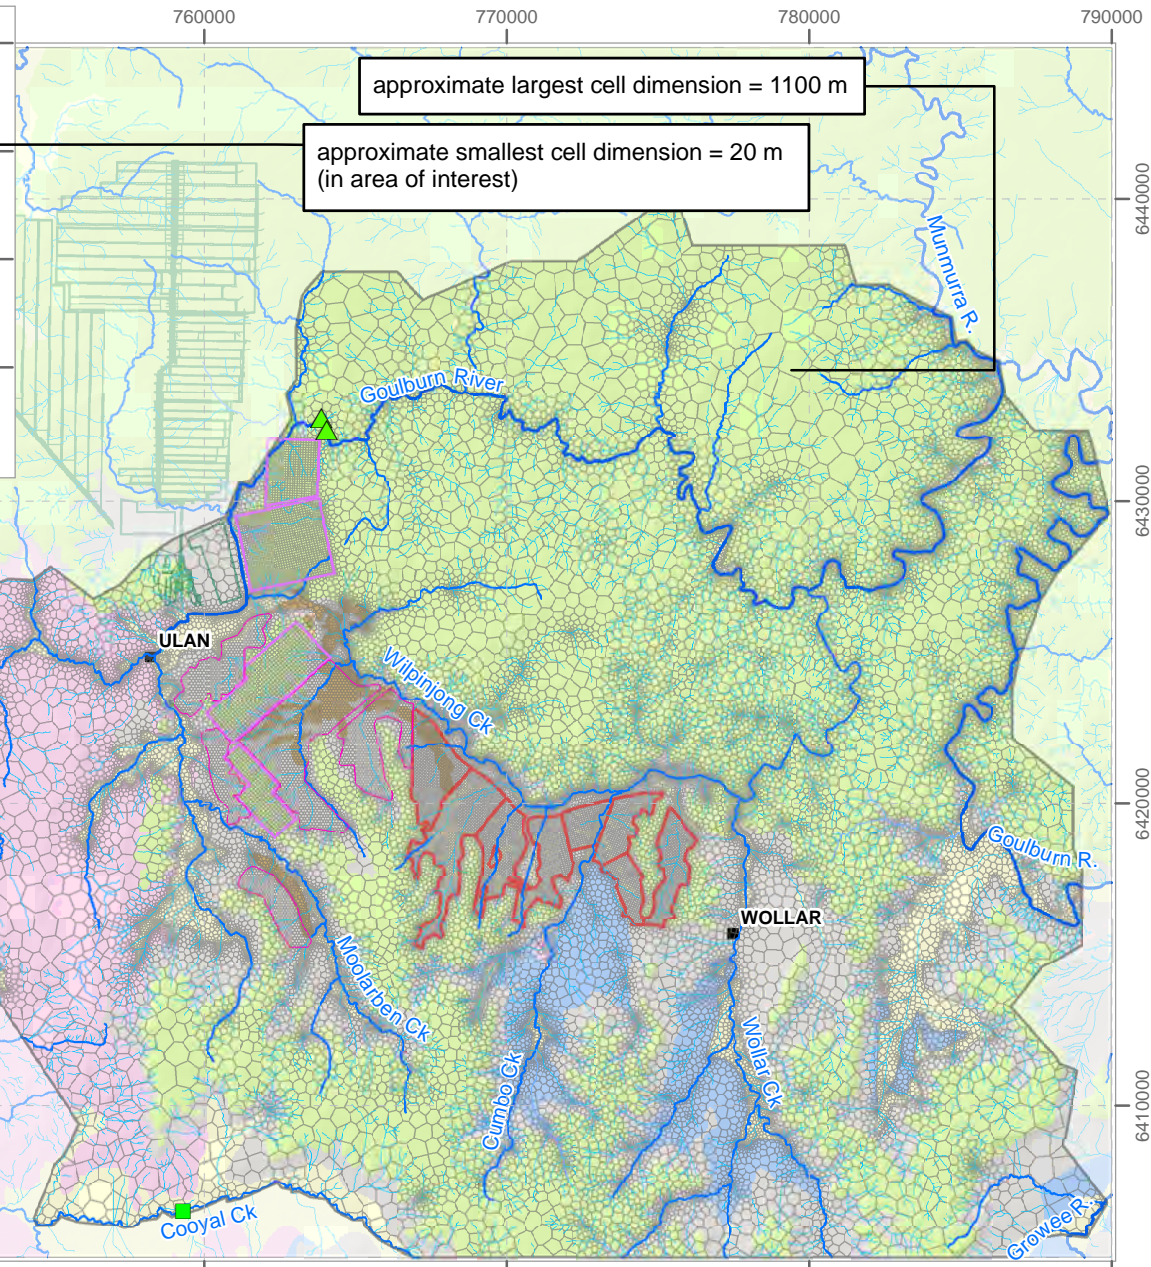 760000
770000
780000
790000
approximate largest cell dimension = 1100 m
approximate smallest cell dimension = 20 m
(in area of interest)
6440000
Munmurra R.
Goulburn River
6430000
ULAN
Wilpinjong Ck
6420000
Goulburn R.
WOLLAR
Moolarben Ck
Wollar Ck
Cumbo Ck
6410000
Cooyal Ck
Growee R.